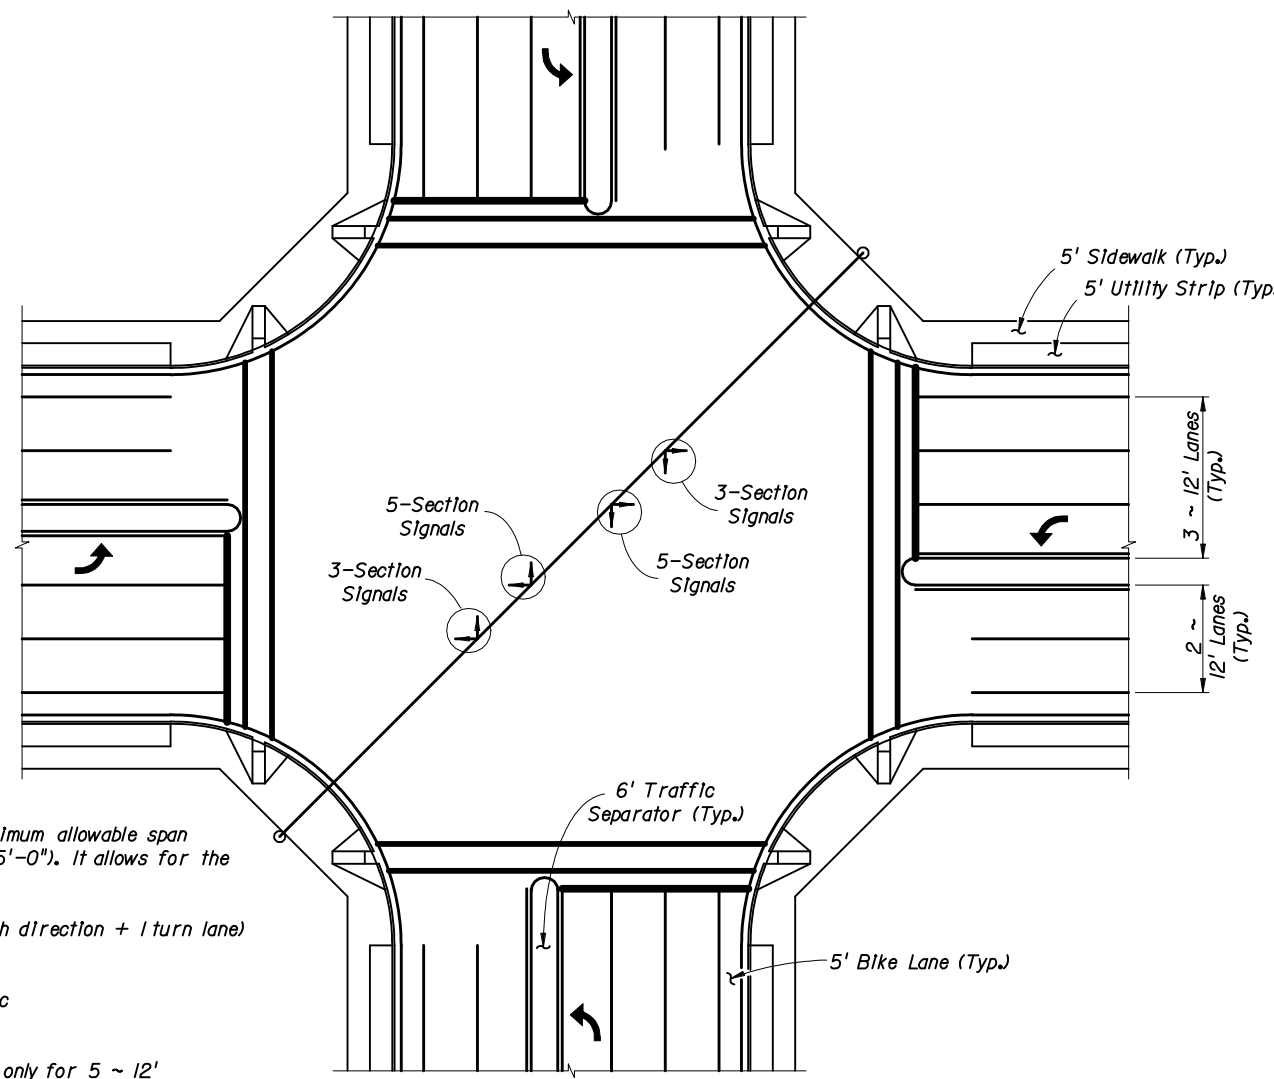 5' Sidewalk (Typ.)
5' Utility Strip (Typ.
3 ~ 12' Lanes
(Typ.)
2 ~
12' Lanes
(Typ.)
3-Section
Signals
5-Section
Signals
5-Section
Signals
3-Section
Signals
6' Traffic
Separator (Typ.)
5' Bike Lane (Typ.)
allowable span
5'-0"). It allows for the
direction + 1 turn lane)
only for 5 ~ 12'